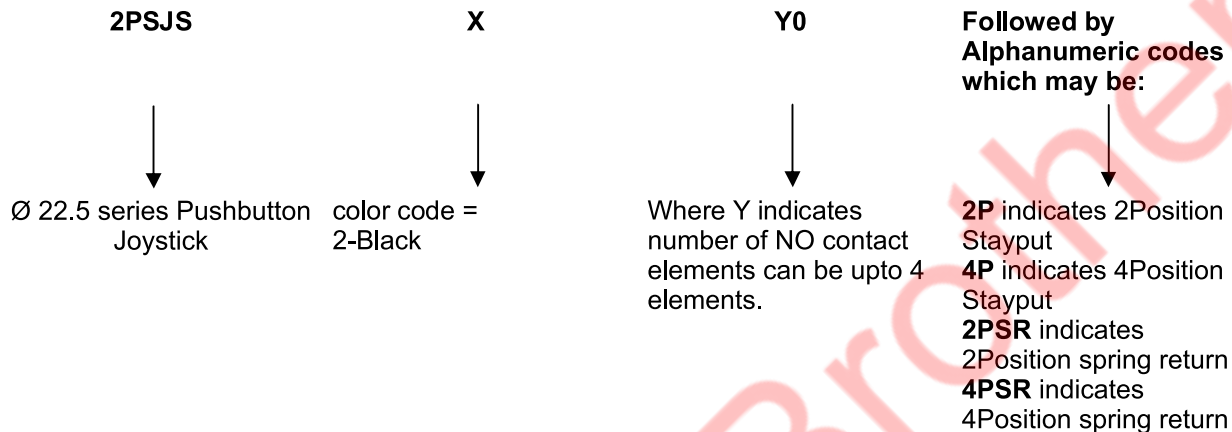 2PSJS
X
Y0
Followed by
Alphanumeric codes
which may be:
Ø 22.5 series Pushbutton
Joystick
color code =
2-Black
Where Y indicates
number of NO contact
elements can be upto 4
elements.
2P indicates 2Position
Stayput
4P indicates 4Position
Stayput
2PSR indicates
2Position spring return
4PSR indicates
4Position spring return
Brother